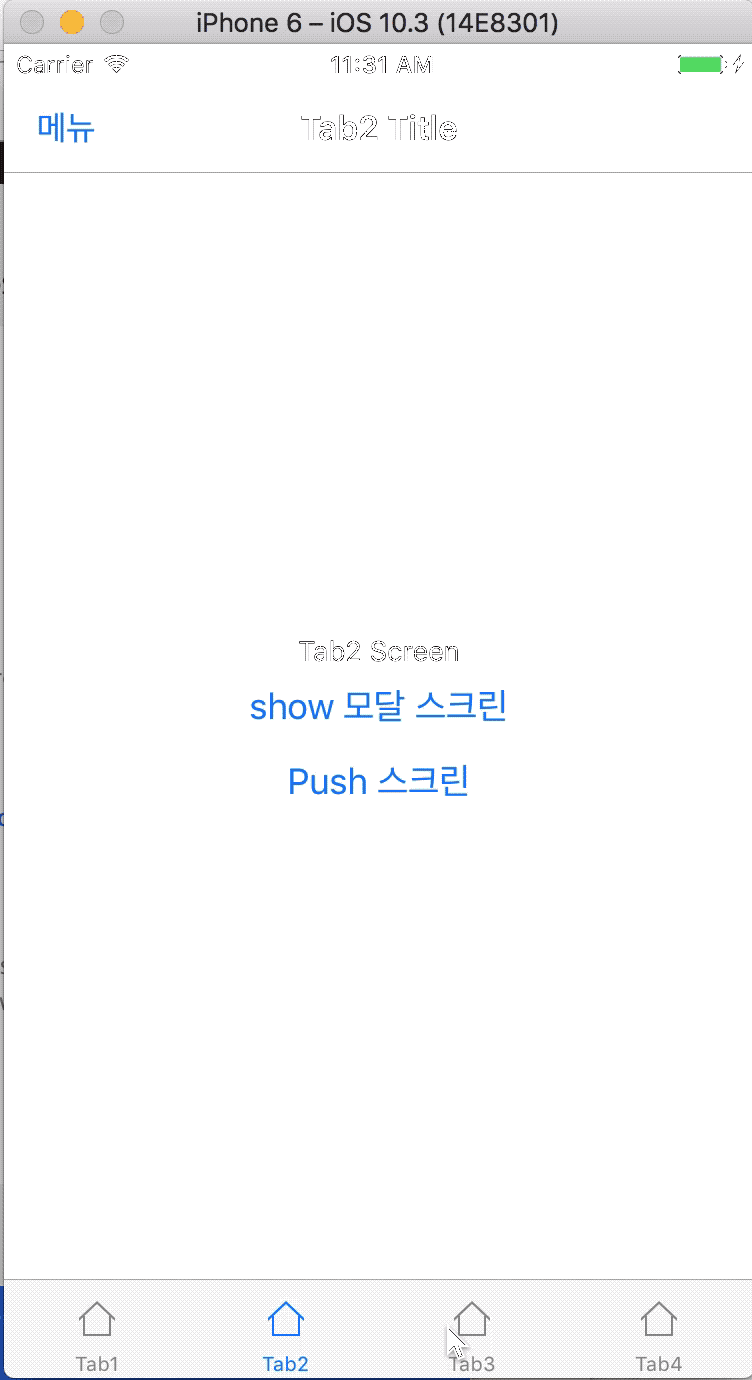 iPhone 6 – iOS 10.3 (14E8301)
Carrier 11:31 AM
메뉴 Tab2 Title
Tab2 Screen
show 모달 스크린
Push 스크린
Tab1 Tab2 Tab3 Tab4